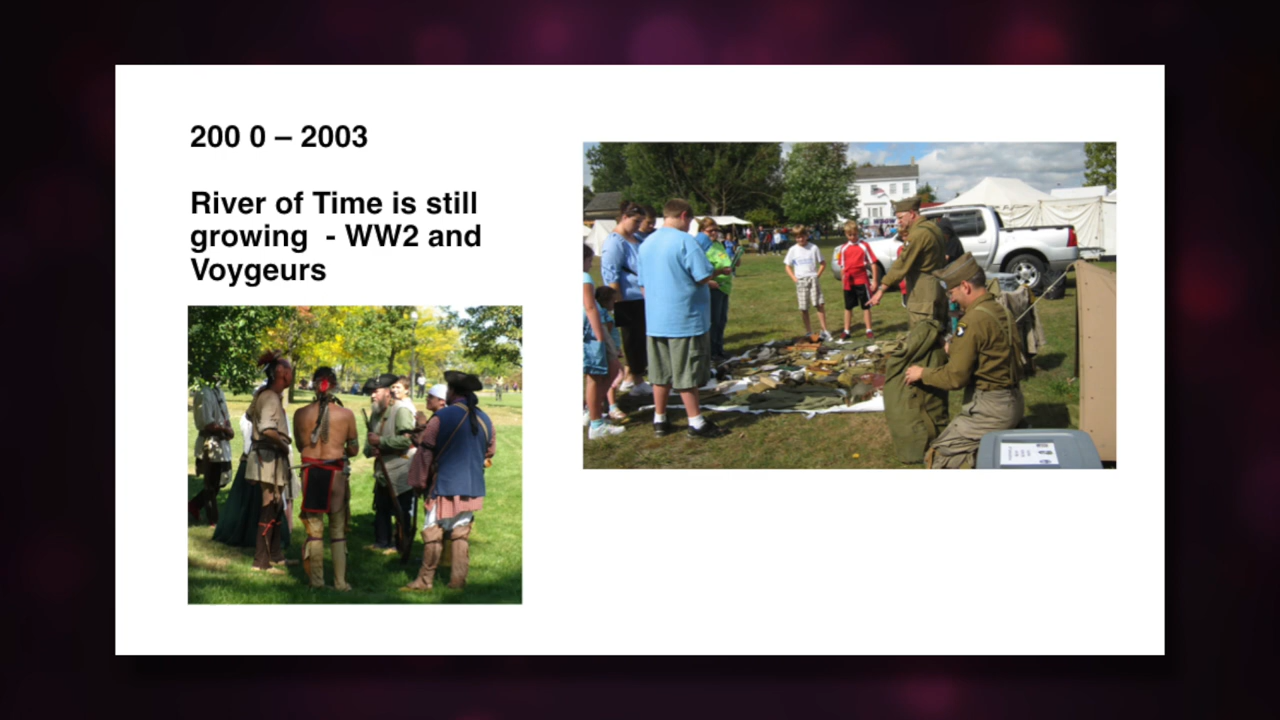 200 0 – 2003
River of Time is still
growing  - WW2 and
Voygeurs